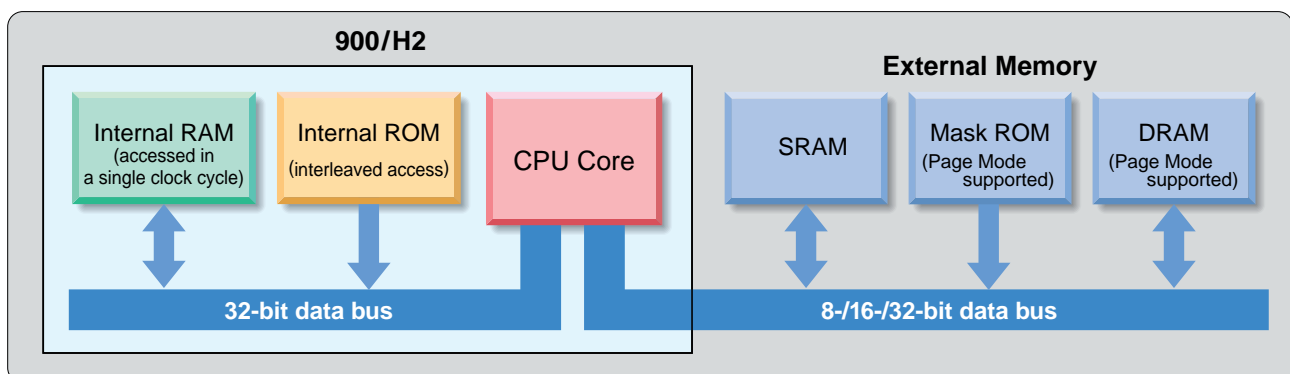 900/H2
External Memory
Internal RAM
(accessed in
a single clock cycle)
Internal ROM
(interleaved access)
CPU Core
SRAM
Mask ROM
(Page Mode
supported)
DRAM
(Page Mode
supported)
32-bit data bus
8-/16-/32-bit data bus